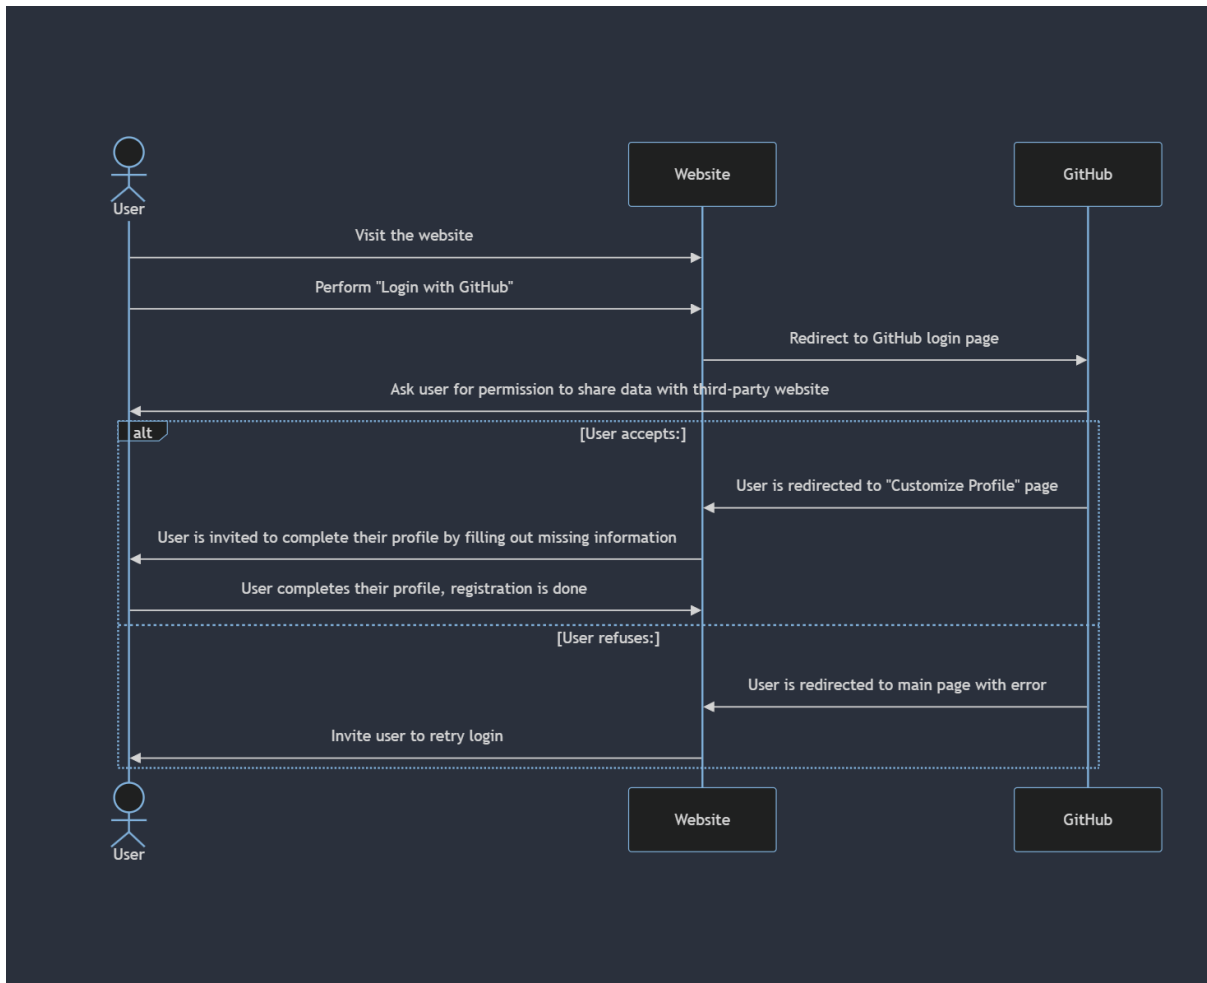 Website
GitHub
User
Visit the website
Perform "Login with GitHub"
Redirect to GitHub login page
Ask user for permission to share data with third-party website
alt
[User accepts:]
User is redirected to "Customize Profile" page
User is invited to complete their profile by filling out missing information
User completes their profile, registration is done
[User refuses:]
User is redirected to main page with error
Invite user to retry login
Website
GitHub
User